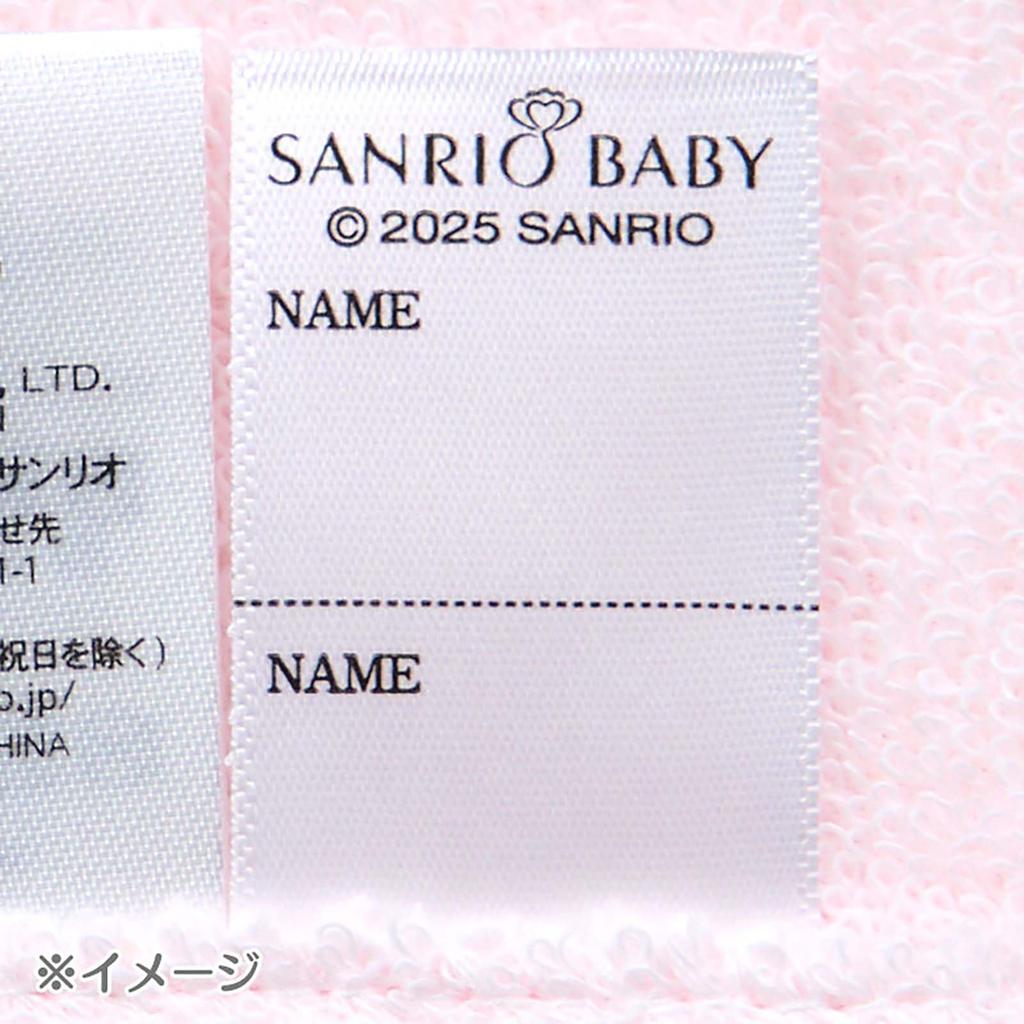 , LTD.
サンリオ
せ先
1-1
祝日を除く)
o.jp/
HINA
SANRIO BABY
© 2025 SANRIO
NAME
NAME
※イメージ